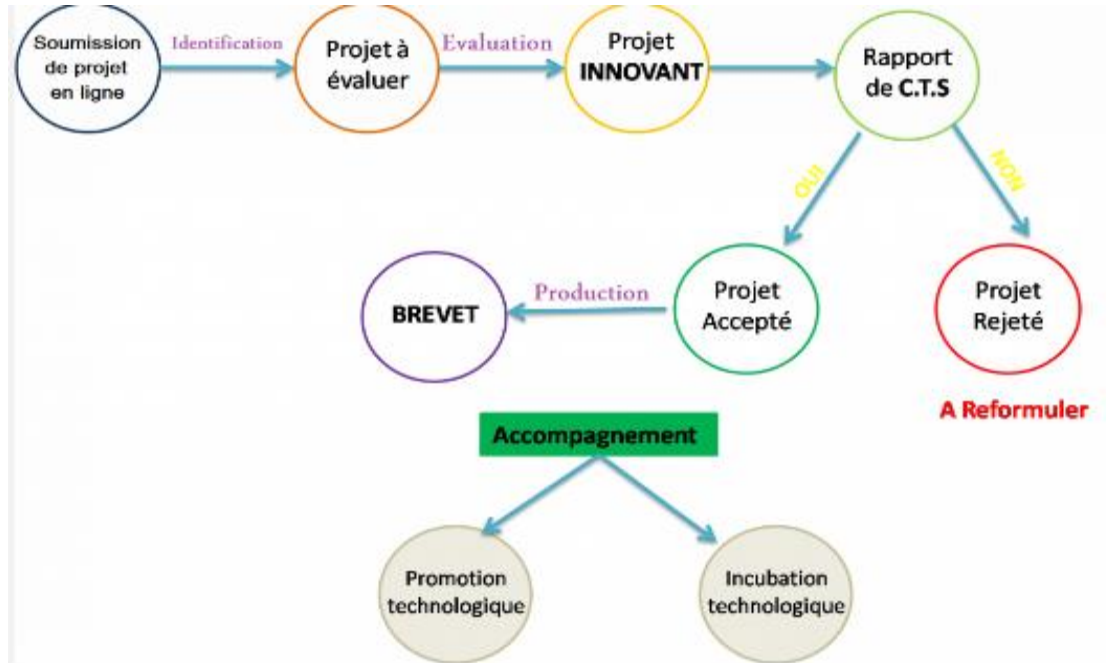 Soumission
de projet
en ligne
Identification
Projet à
évaluer
Evaluation
Projet
INNOVANT
Rapport
de C.T.S
OUI
NON
BREVET
Production
Projet
Accepté
Projet
Rejeté
A Reformuler
Accompagnement
Promotion
technologique
Incubation
technologique